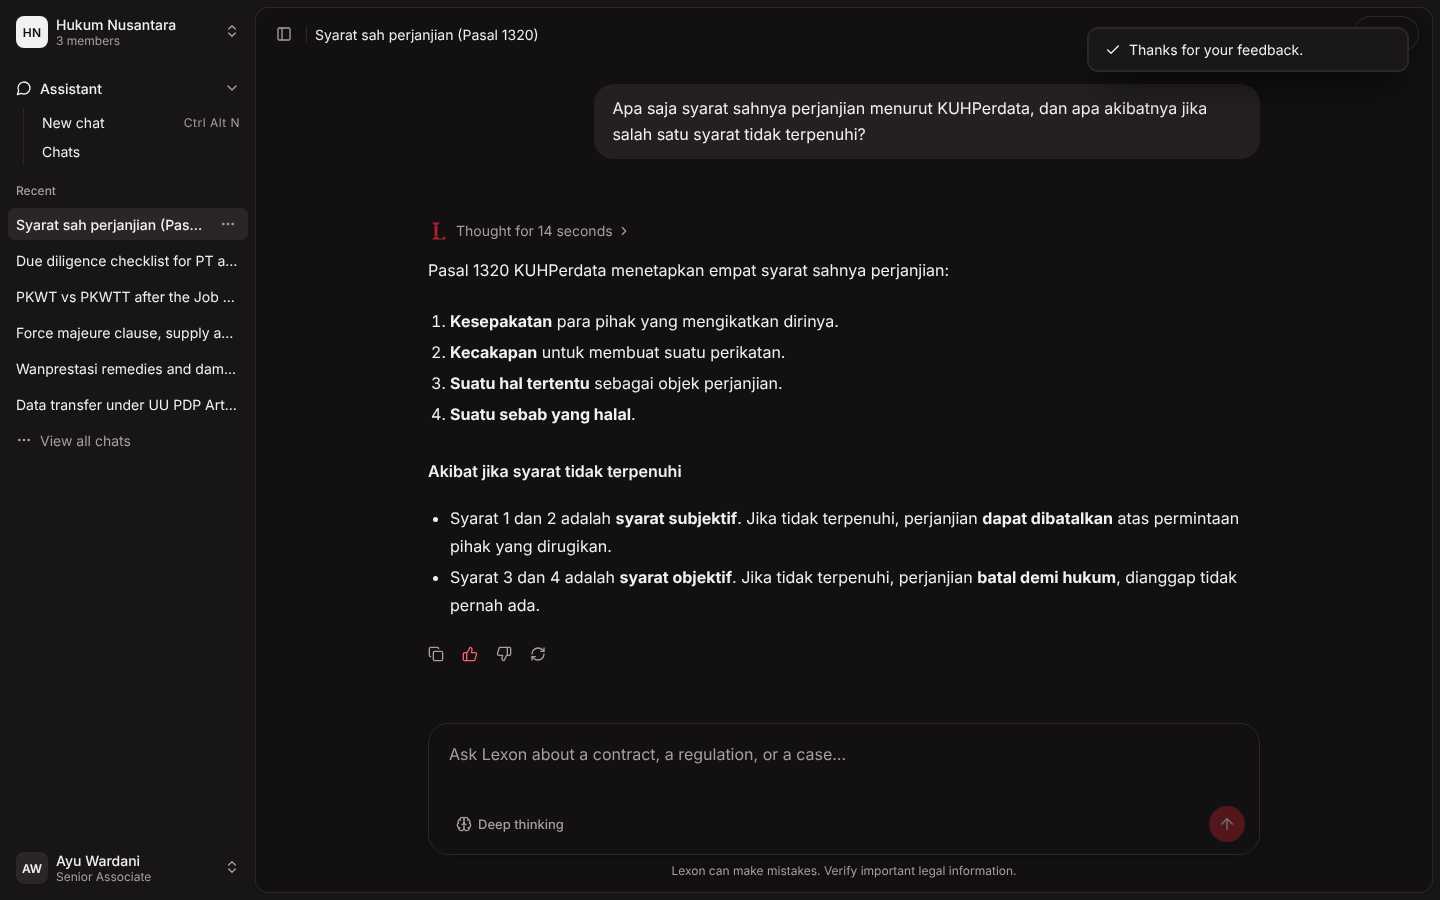 HN
Hukum Nusantara
3 members
Assistant
New chat
Ctrl Alt N
Chats
Recent
Syarat sah perjanjian (Pas...
Due diligence checklist for PT a...
PKWT vs PKWTT after the Job ...
Force majeure clause, supply a...
Wanprestasi remedies and dam...
Data transfer under UU PDP Art...
View all chats
AW
Ayu Wardani
Senior Associate
Syarat sah perjanjian (Pasal 1320)
Thanks for your feedback.
Apa saja syarat sahnya perjanjian menurut KUHPerdata, dan apa akibatnya jika
salah satu syarat tidak terpenuhi?
L
Thought for 14 seconds
Pasal 1320 KUHPerdata menetapkan empat syarat sahnya perjanjian:
1. Kesepakatan para pihak yang mengikatkan dirinya.
2. Kecakapan untuk membuat suatu perikatan.
3. Suatu hal tertentu sebagai objek perjanjian.
4. Suatu sebab yang halal.
Akibat jika syarat tidak terpenuhi
• Syarat 1 dan 2 adalah syarat subjektif. Jika tidak terpenuhi, perjanjian dapat dibatalkan atas permintaan
pihak yang dirugikan.
• Syarat 3 dan 4 adalah syarat objektif. Jika tidak terpenuhi, perjanjian batal demi hukum, dianggap tidak
pernah ada.
Ask Lexon about a contract, a regulation, or a case...
Deep thinking
Lexon can make mistakes. Verify important legal information.